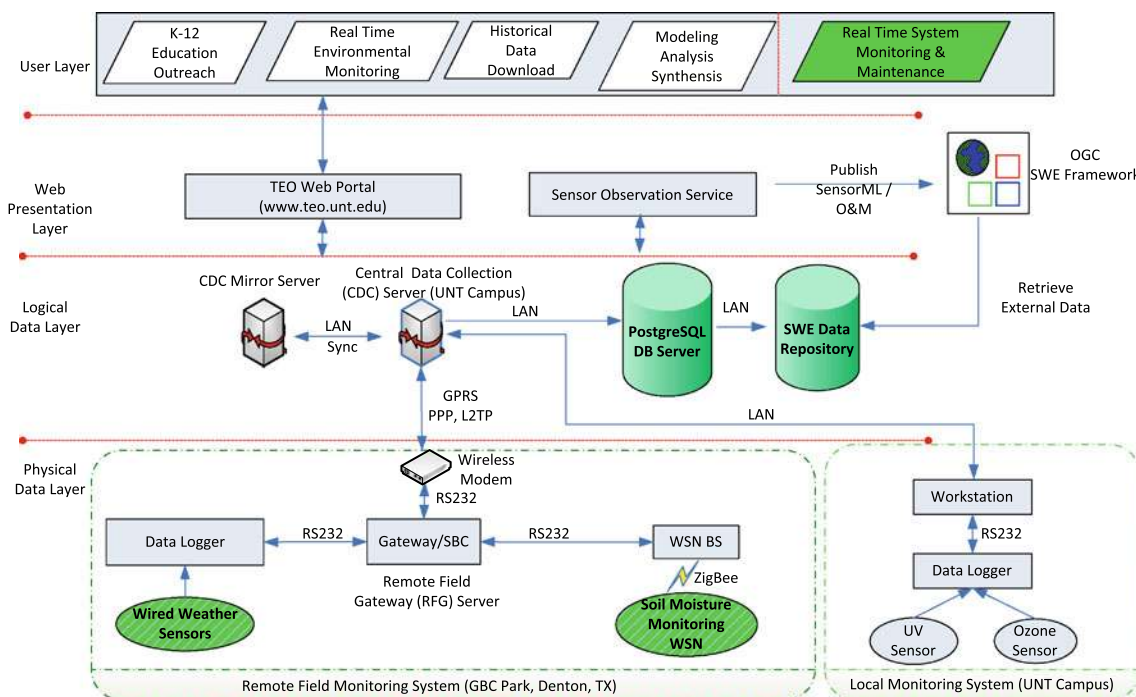 K-12
Education
Outreach
Real Time
Environmental
Monitoring
Historical
Data
Download
Modeling
Analysis
Synthensis
Real Time System
Monitoring &
Maintenance
User Layer
TEO Web Portal
(www.teo.unt.edu)
Sensor Observation Service
Publish
SensorML /
O&M
OGC
SWE Framework
Web
Presentation
Layer
CDC Mirror Server
Central Data Collection
(CDC) Server (UNT Campus)
LAN
Sync
LAN
PostgreSQL
DB Server
LAN
SWE Data
Repository
Retrieve
External Data
Logical
Data Layer
GPRS
PPP, L2TP
LAN
Physical
Data Layer
Wireless
Modem
RS232
Data Logger
RS232
Gateway/SBC
RS232
WSN BS
Remote Field
Gateway (RFG) Server
ZigBee
Wired Weather
Sensors
Soil Moisture
Monitoring
WSN
Remote Field Monitoring System (GBC Park, Denton, TX)
Workstation
RS232
Data Logger
UV
Sensor
Ozone
Sensor
Local Monitoring System (UNT Campus)